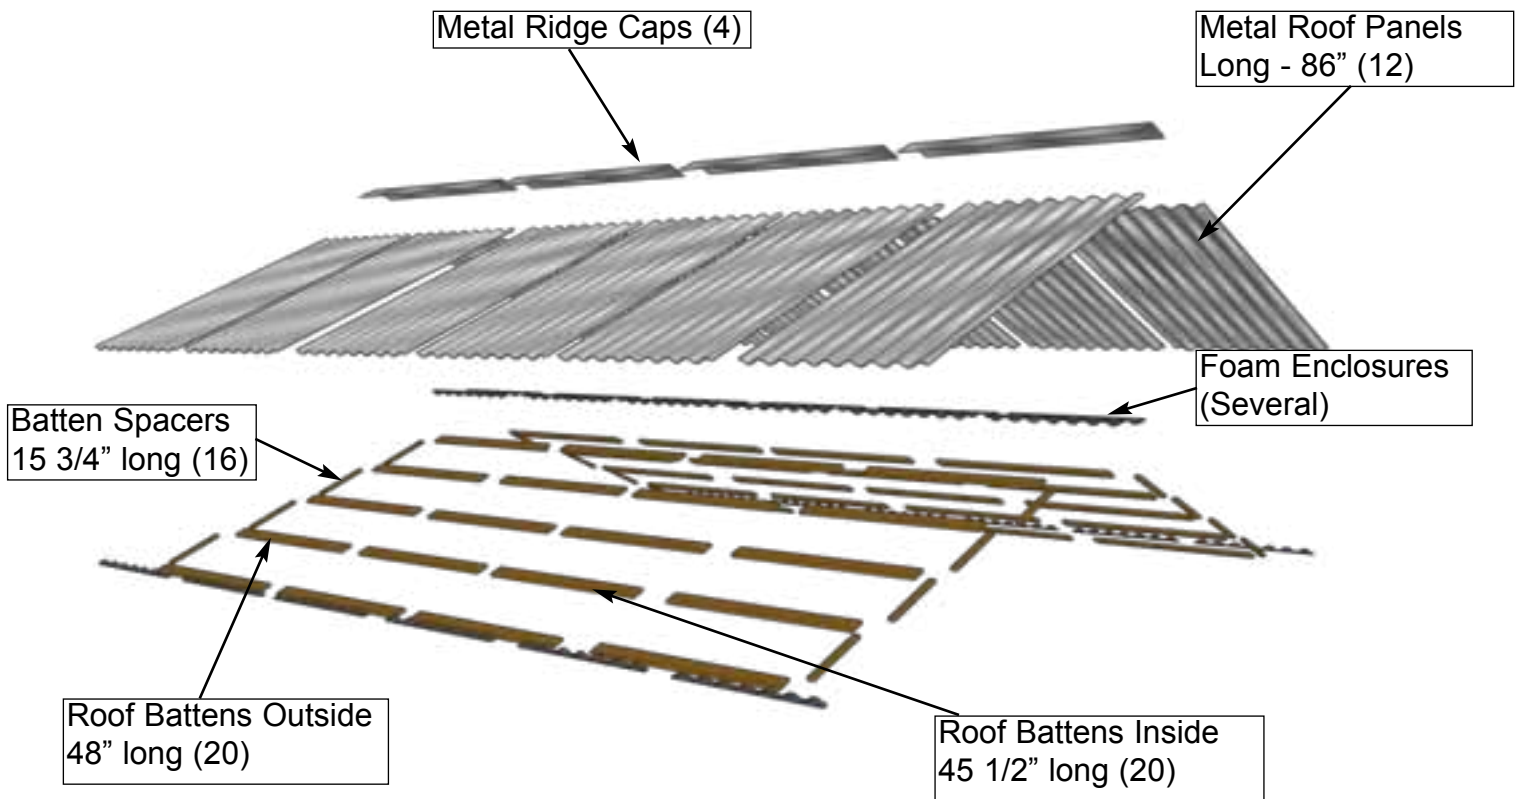 Metal Ridge Caps (4)
Metal Roof Panels
Long - 86” (12)
Foam Enclosures
(Several)
Batten Spacers
15 3/4” long (16)
Roof Battens Outside
48” long (20)
Roof Battens Inside
45 1/2” long (20)